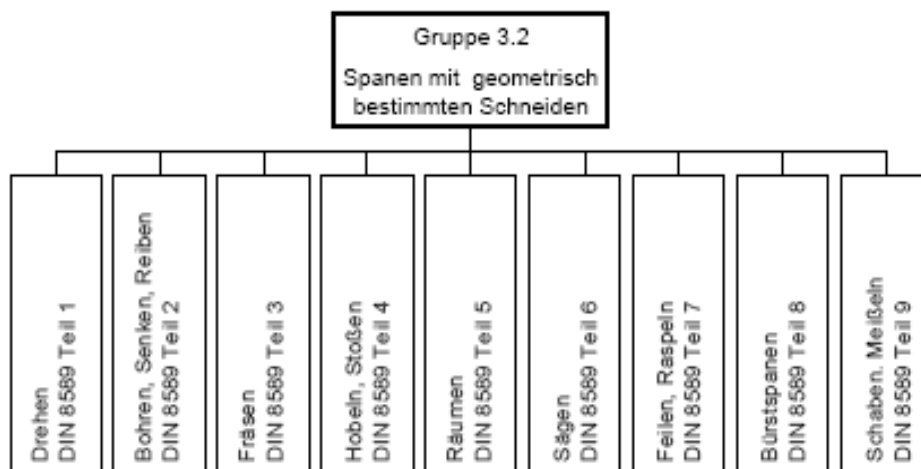 Gruppe 3.2
Spanen mit geometrisch
bestimmten Schneiden
Drehen
DIN 8589 Teil 1
Bohren, Senken, Reiben
DIN 8589 Teil 2
Fräsen
DIN 8589 Teil 3
Hobeln, Stoßen
DIN 8589 Teil 4
Räumen
DIN 8589 Teil 5
Sägen
DIN 8589 Teil 6
Feilen, Raspeln
DIN 8589 Teil 7
Bürstspanen
DIN 8589 Teil 8
Schaben. Meißeln
DIN 8589 Teil 9